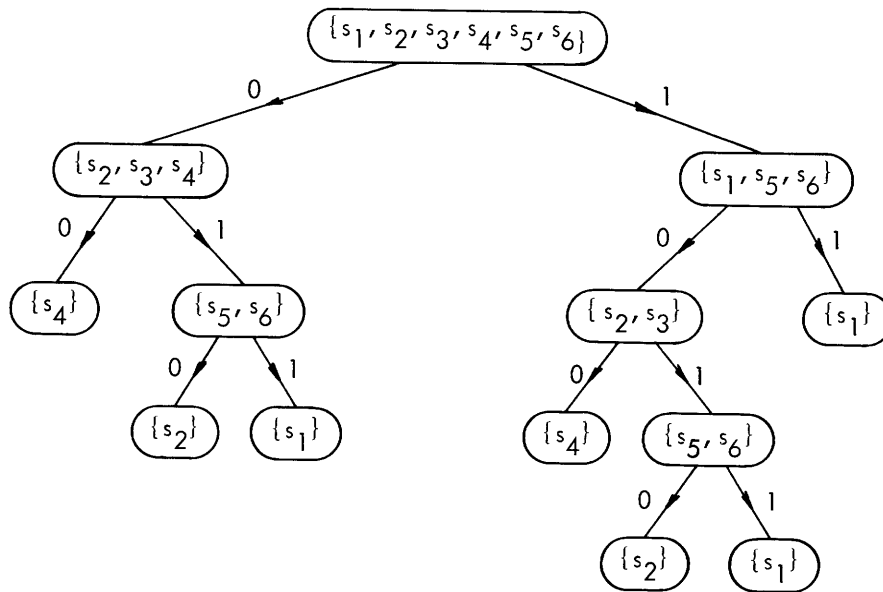 {s1, s2, s3, s4, s5, s6}
0 1
{s2, s3, s4} {s1, s5, s6}
0 1 0 1
{s4} {s5, s6} {s2, s3} {s1}
0 1 0 1
{s2} {s1} {s4} {s5, s6}
0 1
{s2} {s1}